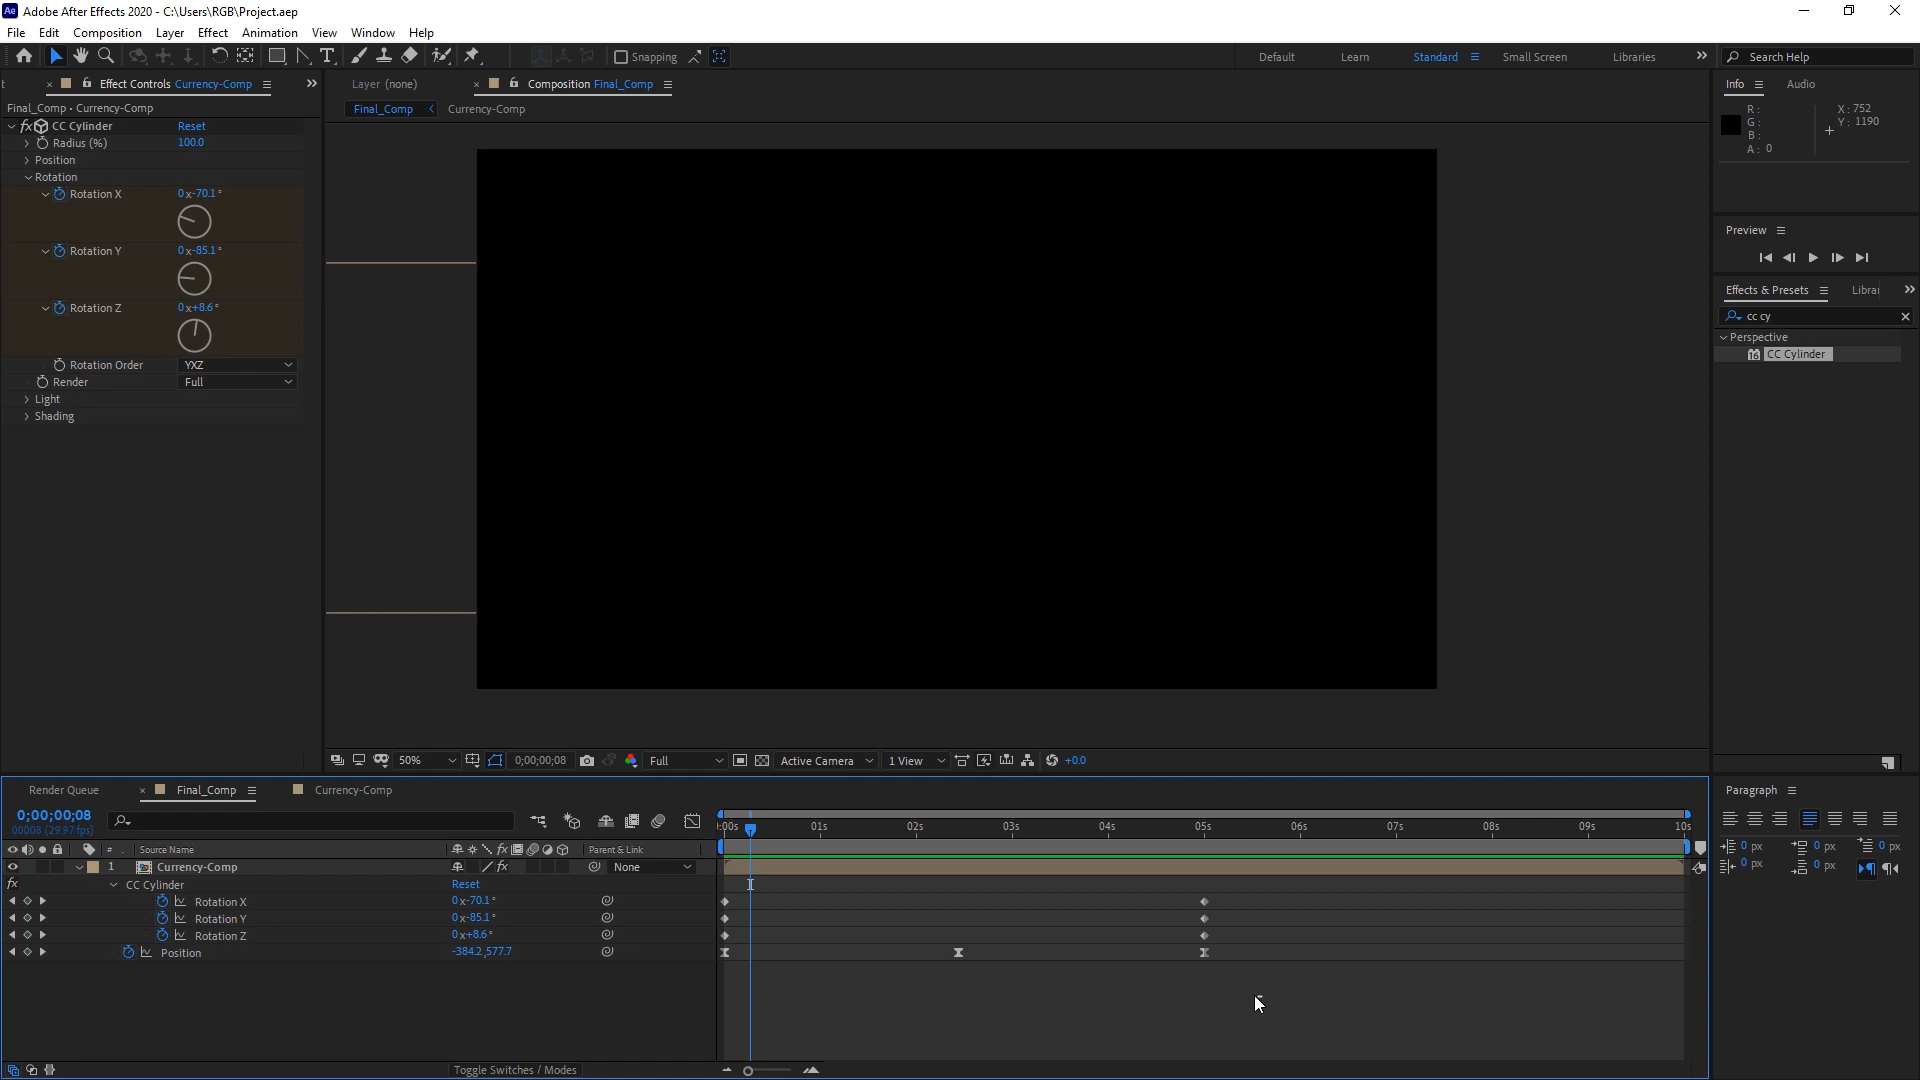 Adobe After Effects 2020 - C:\Users\RGB\Project.aep
File Edit Composition Layer Effect Animation View Window Help
Snapping
Default Learn Standard Small Screen Libraries
Search Help
Effect Controls Currency-Comp
Layer (none)
Composition Final_Comp
Info Audio
Final_Comp • Currency-Comp
Final_Comp Currency-Comp
R:
G:
B:
A: 0
X: 752
Y: 1190
fx CC Cylinder Reset
Radius (%) 100.0
Position
Rotation
Rotation X 0x-70.1°
Rotation Y 0x-85.1°
Rotation Z 0x+8.6°
Rotation Order YXZ
Render Full
Light
Shading
Preview
Effects & Presets Librar
cc cy
Perspective
CC Cylinder
50% 0;00;00;08 Full Active Camera 1 View +0.0
Render Queue Final_Comp Currency-Comp
0;00;00;08
00008 (29.97 fps)
:00s 01s 02s 03s 04s 05s 06s 07s 08s 09s 10s
# Source Name fx Parent & Link
1 Currency-Comp fx None
fx CC Cylinder Reset
Rotation X 0x-70.1°
Rotation Y 0x-85.1°
Rotation Z 0x+8.6°
Position -384.2,577.7
Toggle Switches / Modes
Paragraph
0 px 0 px 0 px
0 px 0 px